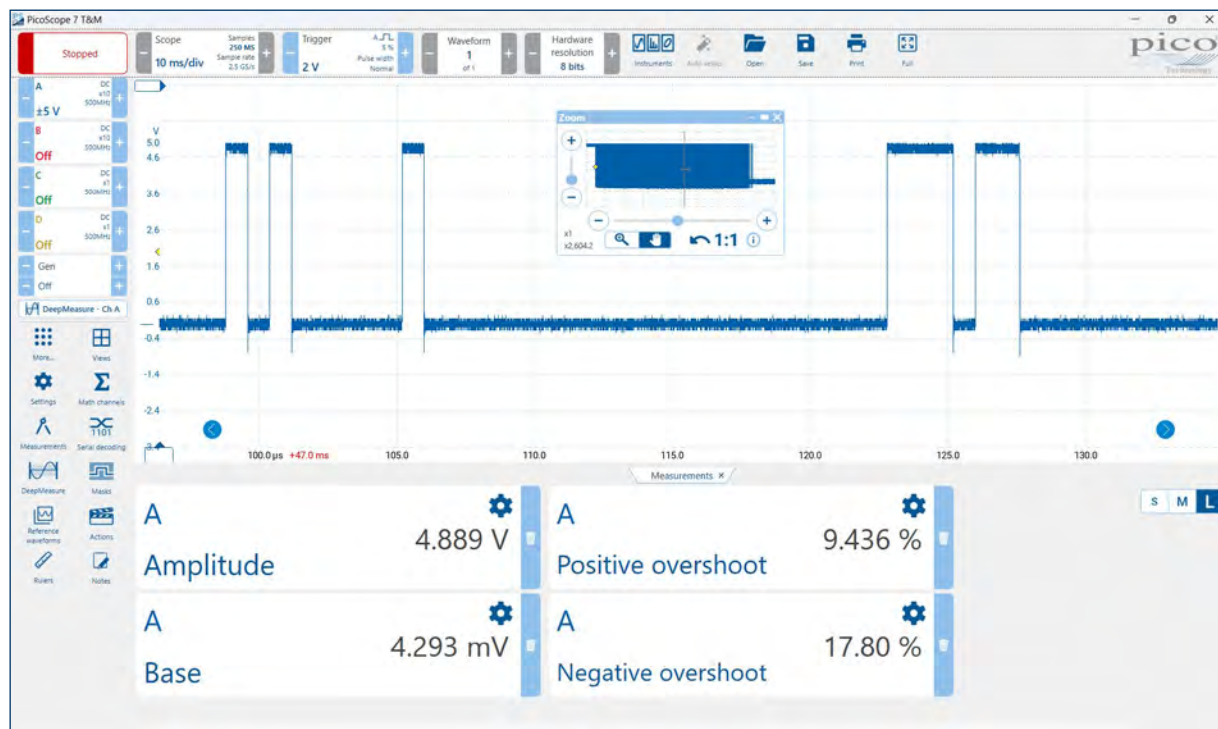 PicoScope 7 T&M
Stopped
Scope
10 ms/div
Samples
250 MS
Sample rate
2.5 GS/s
Trigger
2 V
A
5 %
Pulse width
Normal
Waveform
1
of 1
Hardware
resolution
8 bits
Instruments
Auto setup
Open
Save
Print
Full
pico
Technology
A
±5 V
DC
x10
500MHz
B
Off
DC
x10
500MHz
C
Off
DC
x1
500MHz
D
Off
DC
x1
500MHz
Gen
Off
DeepMeasure - Ch A
More...
Views
Settings
Math channels
Measurements
Serial decoding
DeepMeasure
Masks
Reference
waveforms
Actions
Rulers
Notes
V
5.0
4.6
3.6
2.6
1.6
0.6
-0.4
-1.4
-2.4
Zoom
x1
x2,604.2
1:1
100.0 µs +47.0 ms 105.0 110.0 115.0 120.0 125.0 130.0
Measurements ×
S M L
A
Amplitude
4.889 V
A
Positive overshoot
9.436 %
A
Base
4.293 mV
A
Negative overshoot
17.80 %